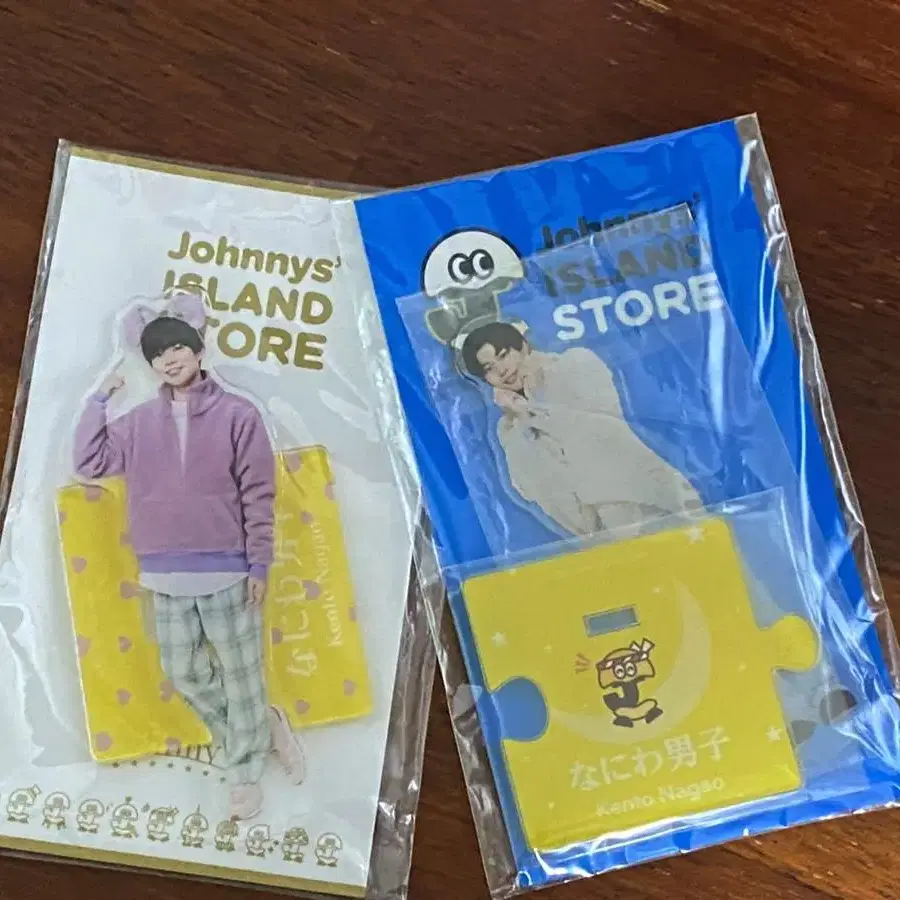 Johnnys'
ISLAND
STORE
なにわ男子
Kento Nagao
Johnnys'
ISLAND
STORE
なにわ男子
Kento Nagao